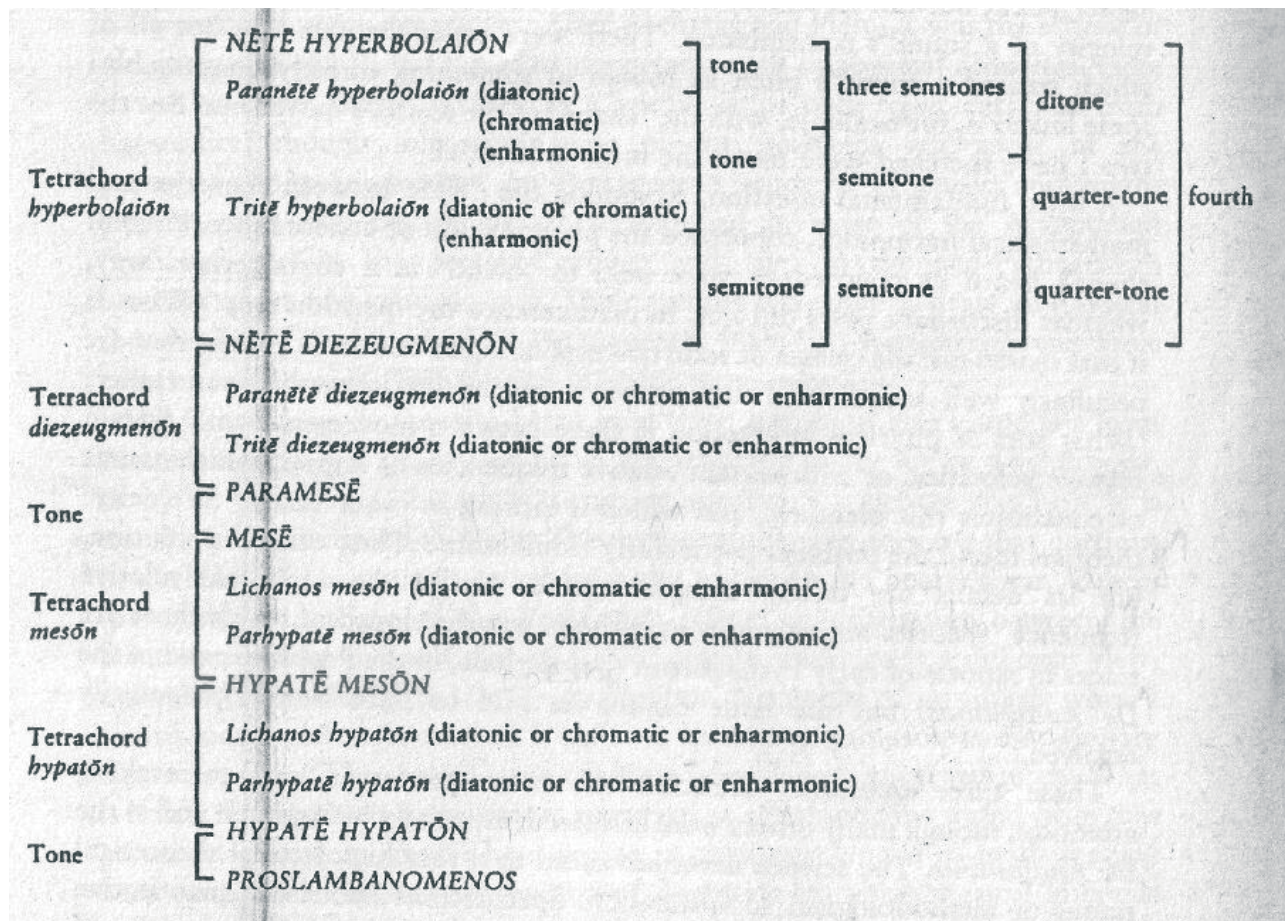 NĒTĒ HYPERBOLAIŌN
tone
Paranētē hyperbolaiōn (diatonic)
three semitones
ditone
(chromatic)
(enharmonic)
tone
Tetrachord
hyperbolaiōn
semitone
quarter-tone
fourth
Tritē hyperbolaiōn (diatonic or chromatic)
(enharmonic)
semitone
semitone
quarter-tone
NĒTĒ DIEZEUGMENŌN
Tetrachord
diezeugmenōn
Paranētē diezeugmenōn (diatonic or chromatic or enharmonic)
Tritē diezeugmenōn (diatonic or chromatic or enharmonic)
PARAMESĒ
Tone
MESĒ
Lichanos mesōn (diatonic or chromatic or enharmonic)
Tetrachord
mesōn
Parhypatē mesōn (diatonic or chromatic or enharmonic)
HYPATĒ MESŌN
Lichanos hypatōn (diatonic or chromatic or enharmonic)
Tetrachord
hypatōn
Parhypatē hypatōn (diatonic or chromatic or enharmonic)
HYPATĒ HYPATŌN
Tone
PROSLAMBANOMENOS